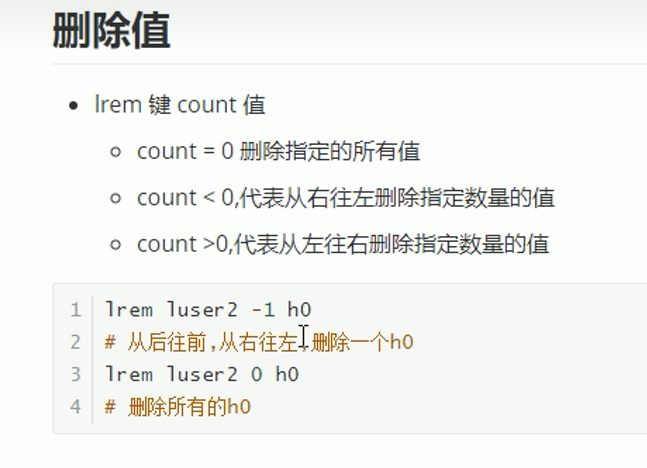 删除值
lrem 键 count 值
count = 0 删除指定的所有值
count < 0,代表从右往左删除指定数量的值
count >0,代表从左往右删除指定数量的值
1 lrem luser2 -1 h0
2 # 从后往前,从右往左,删除一个h0
3 lrem luser2 0 h0
4 # 删除所有的h0